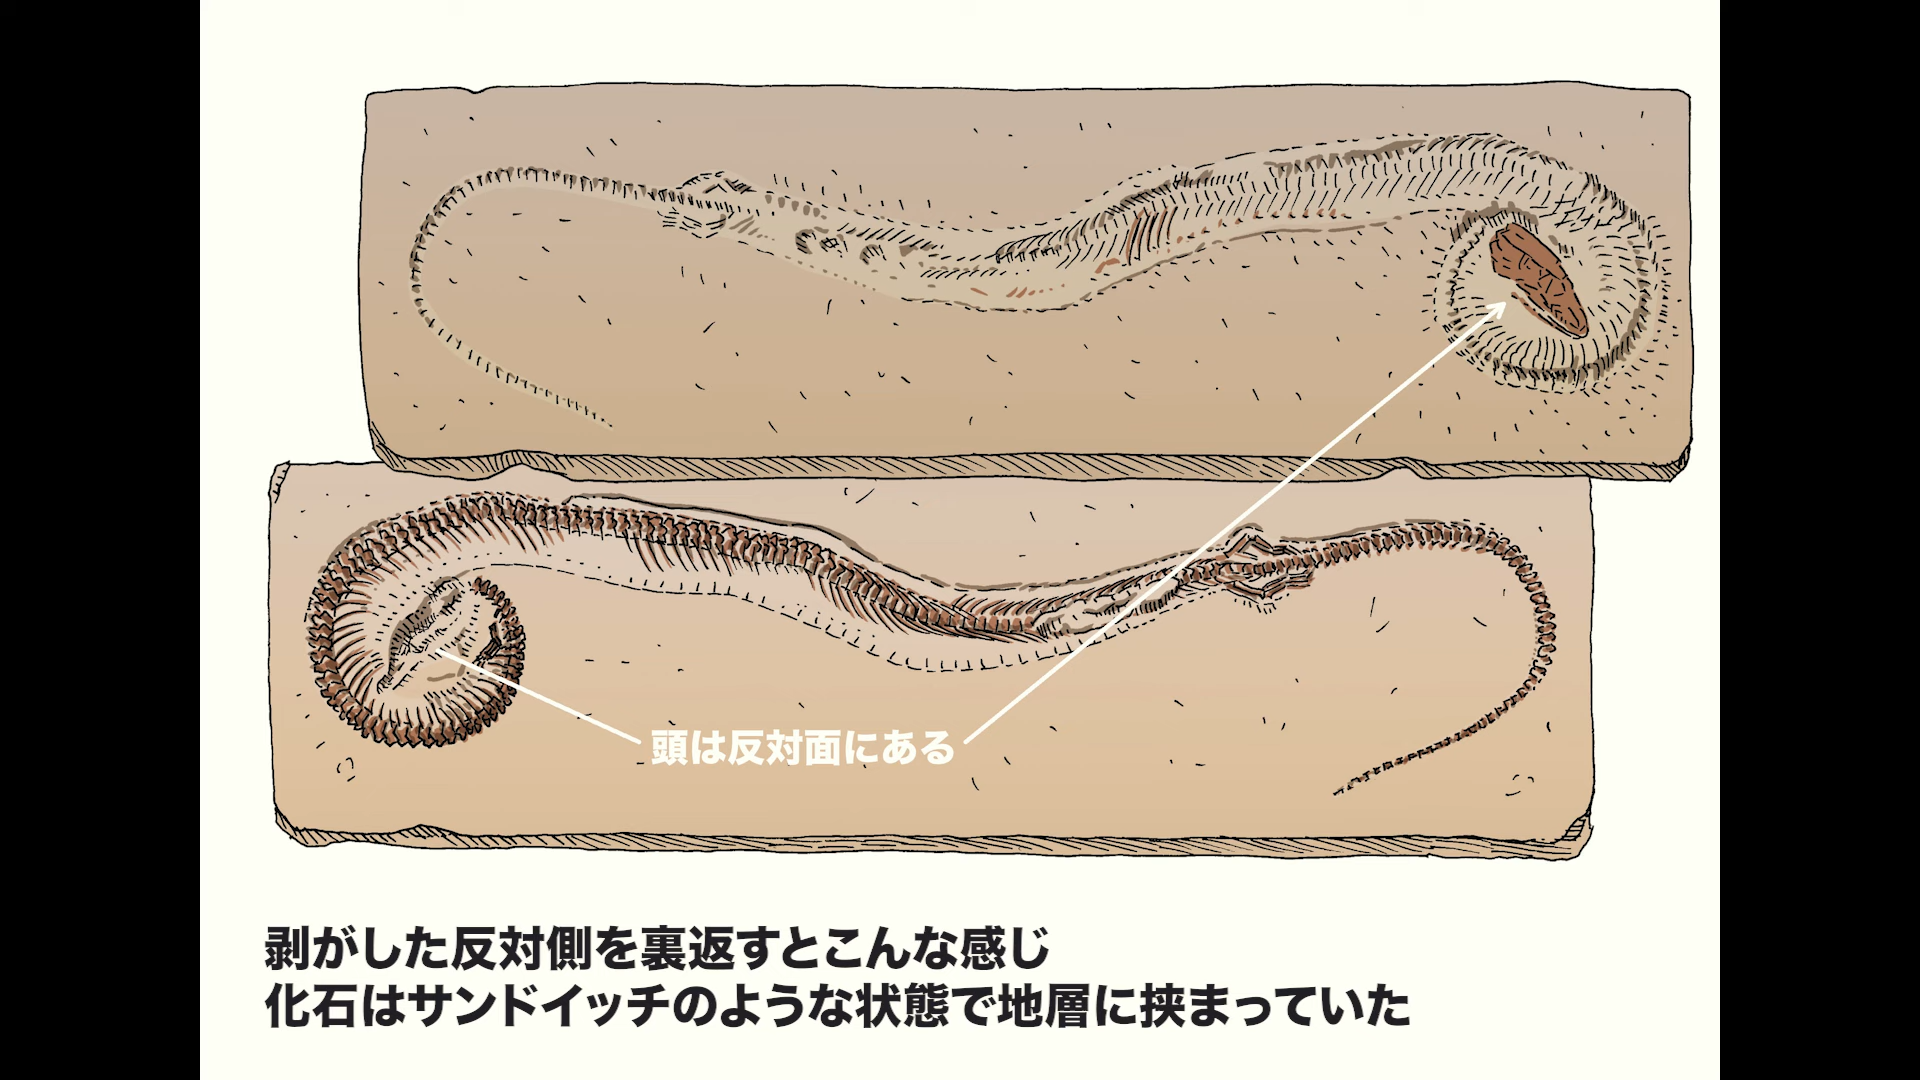 頭は反対面にある
剥がした反対側を裏返すとこんな感じ
化石はサンドイッチのような状態で地層に挟まっていた